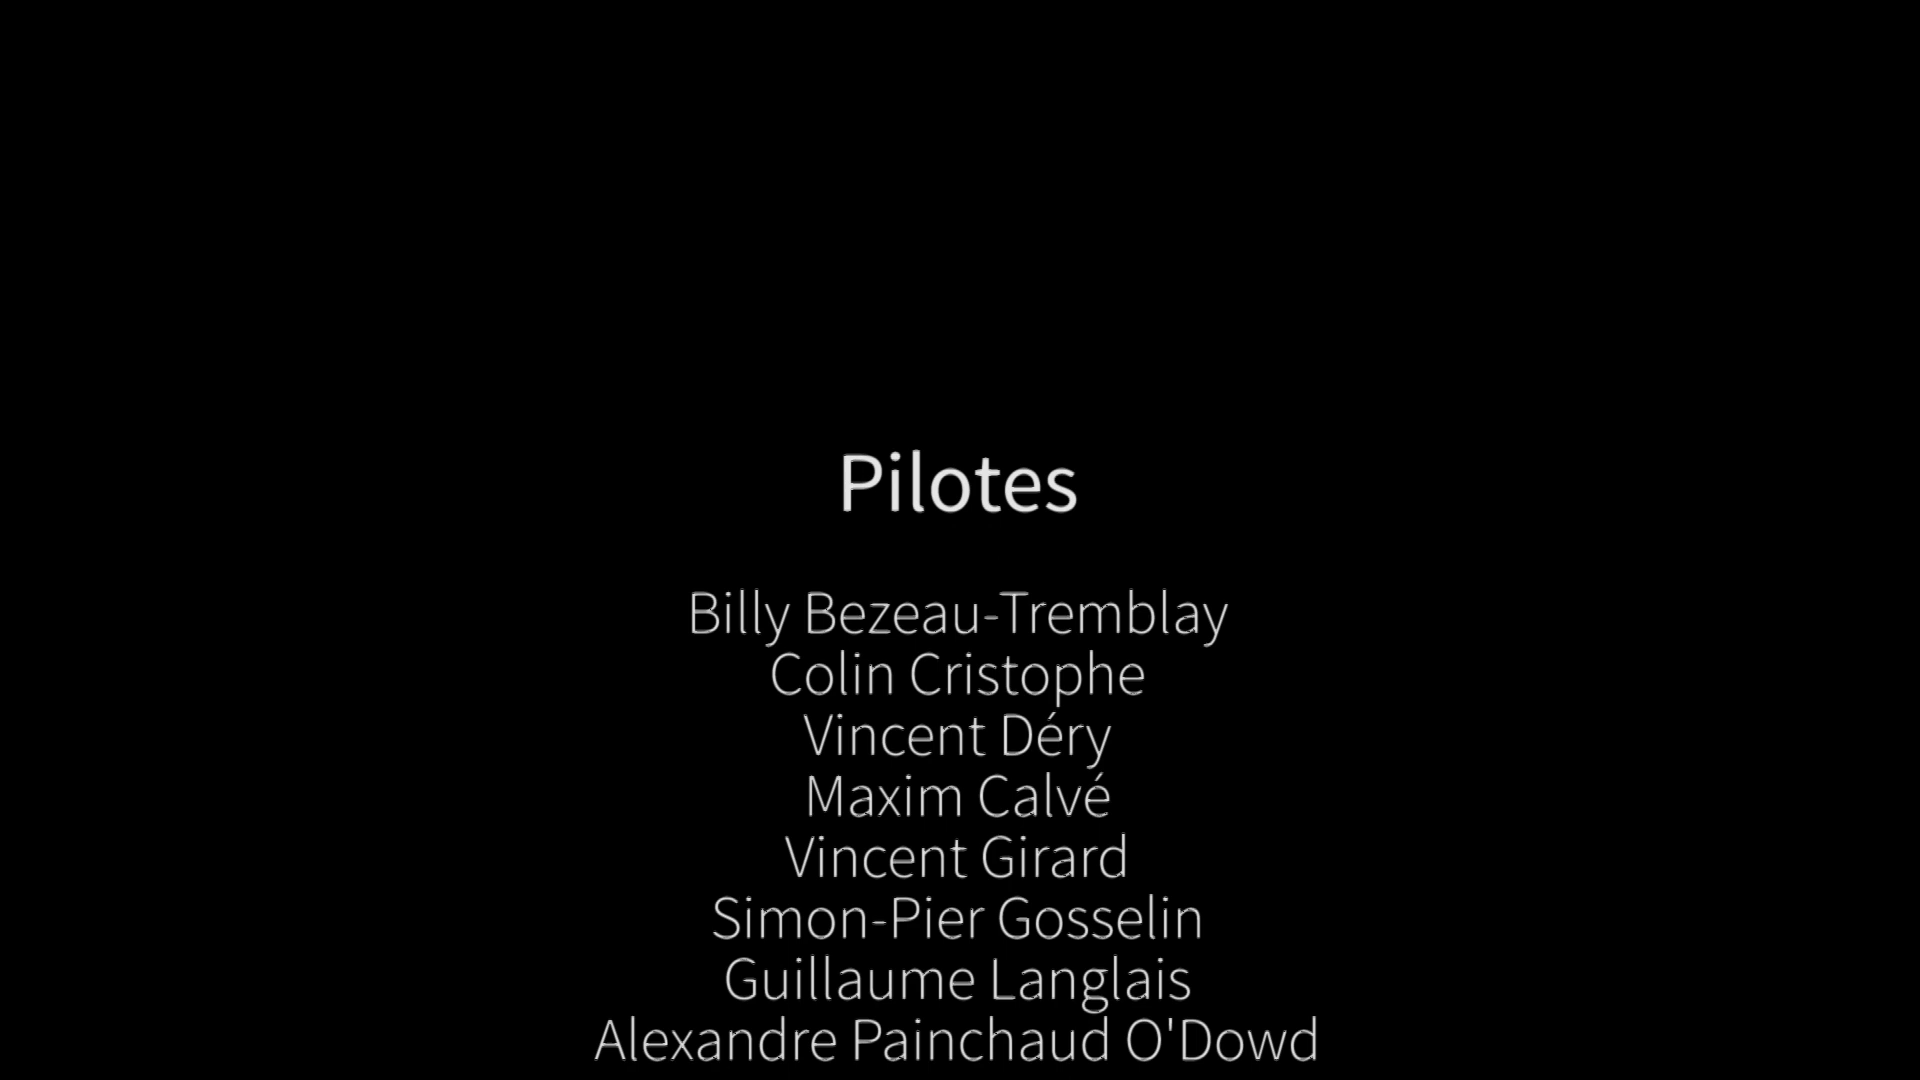 Pilotes
Billy Bezeau-Tremblay
Colin Cristophe
Vincent Déry
Maxim Calvé
Vincent Girard
Simon-Pier Gosselin
Guillaume Langlais
Alexandre Painchaud O'Dowd